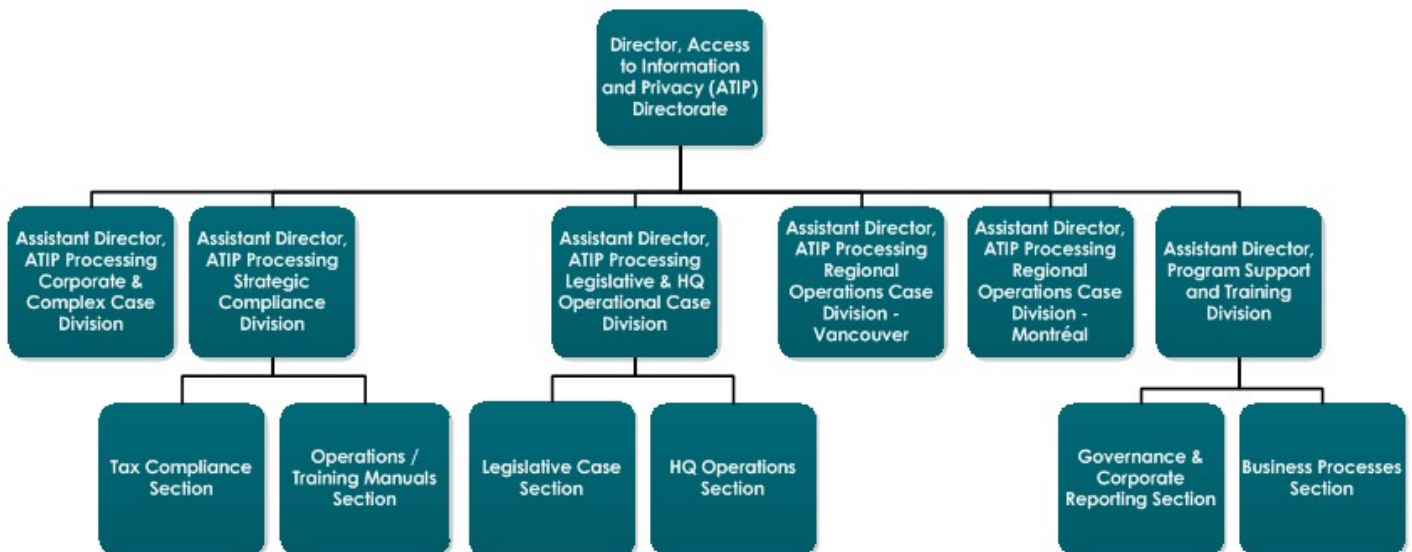 Director, Access
to Information
and Privacy (ATIP)
Directorate
Assistant Director,
ATIP Processing
Corporate &
Complex Case
Division
Assistant Director,
ATIP Processing
Strategic
Compliance
Division
Assistant Director,
ATIP Processing
Legislative & HQ
Operational Case
Division
Assistant Director,
ATIP Processing
Regional
Operations Case
Division -
Vancouver
Assistant Director,
ATIP Processing
Regional
Operations Case
Division -
Montréal
Assistant Director,
Program Support
and Training
Division
Tax Compliance
Section
Operations /
Training Manuals
Section
Legislative Case
Section
HQ Operations
Section
Governance &
Corporate
Reporting Section
Business Processes
Section